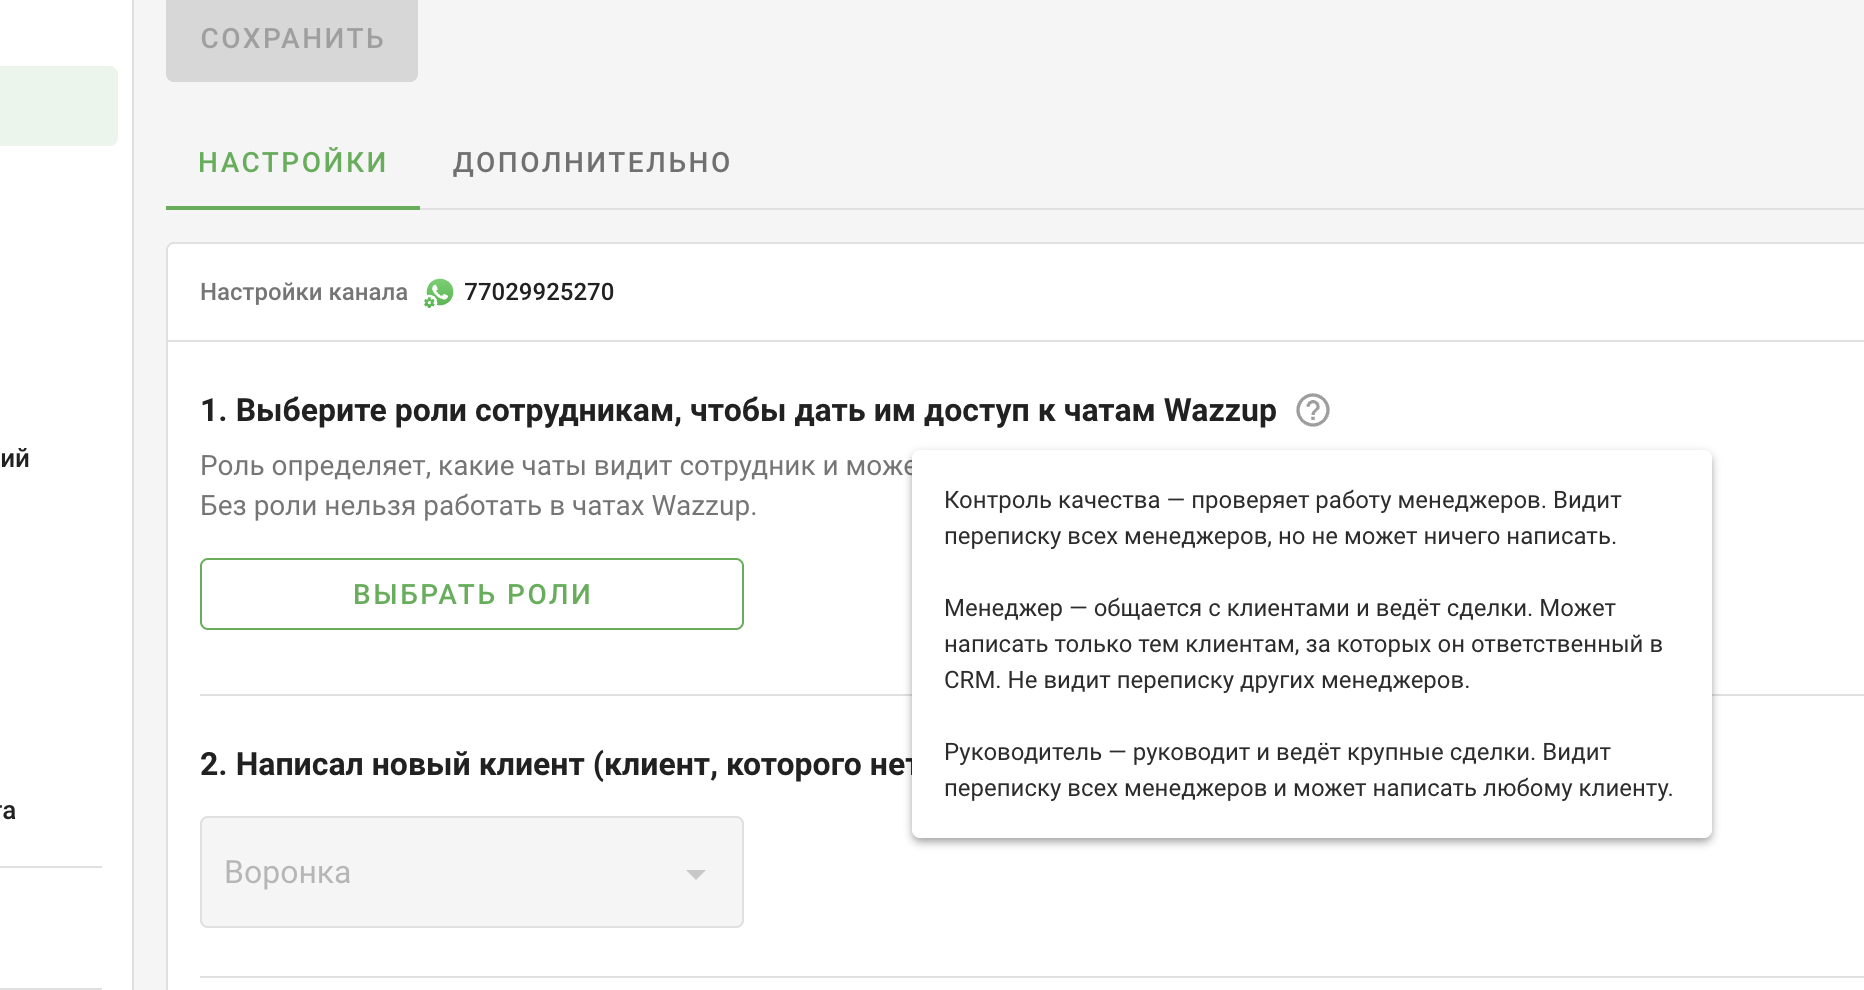 СОХРАНИТЬ
НАСТРОЙКИ ДОПОЛНИТЕЛЬНО
Настройки канала 77029925270
1. Выберите роли сотрудникам, чтобы дать им доступ к чатам Wazzup ?
ий
Роль определяет, какие чаты видит сотрудник и може
Без роли нельзя работать в чатах Wazzup.
ВЫБРАТЬ РОЛИ
Контроль качества — проверяет работу менеджеров. Видит
переписку всех менеджеров, но не может ничего написать.
Менеджер — общается с клиентами и ведёт сделки. Может
написать только тем клиентам, за которых он ответственный в
CRM. Не видит переписку других менеджеров.
Руководитель — руководит и ведёт крупные сделки. Видит
переписку всех менеджеров и может написать любому клиенту.
2. Написал новый клиент (клиент, которого нет
та
Воронка